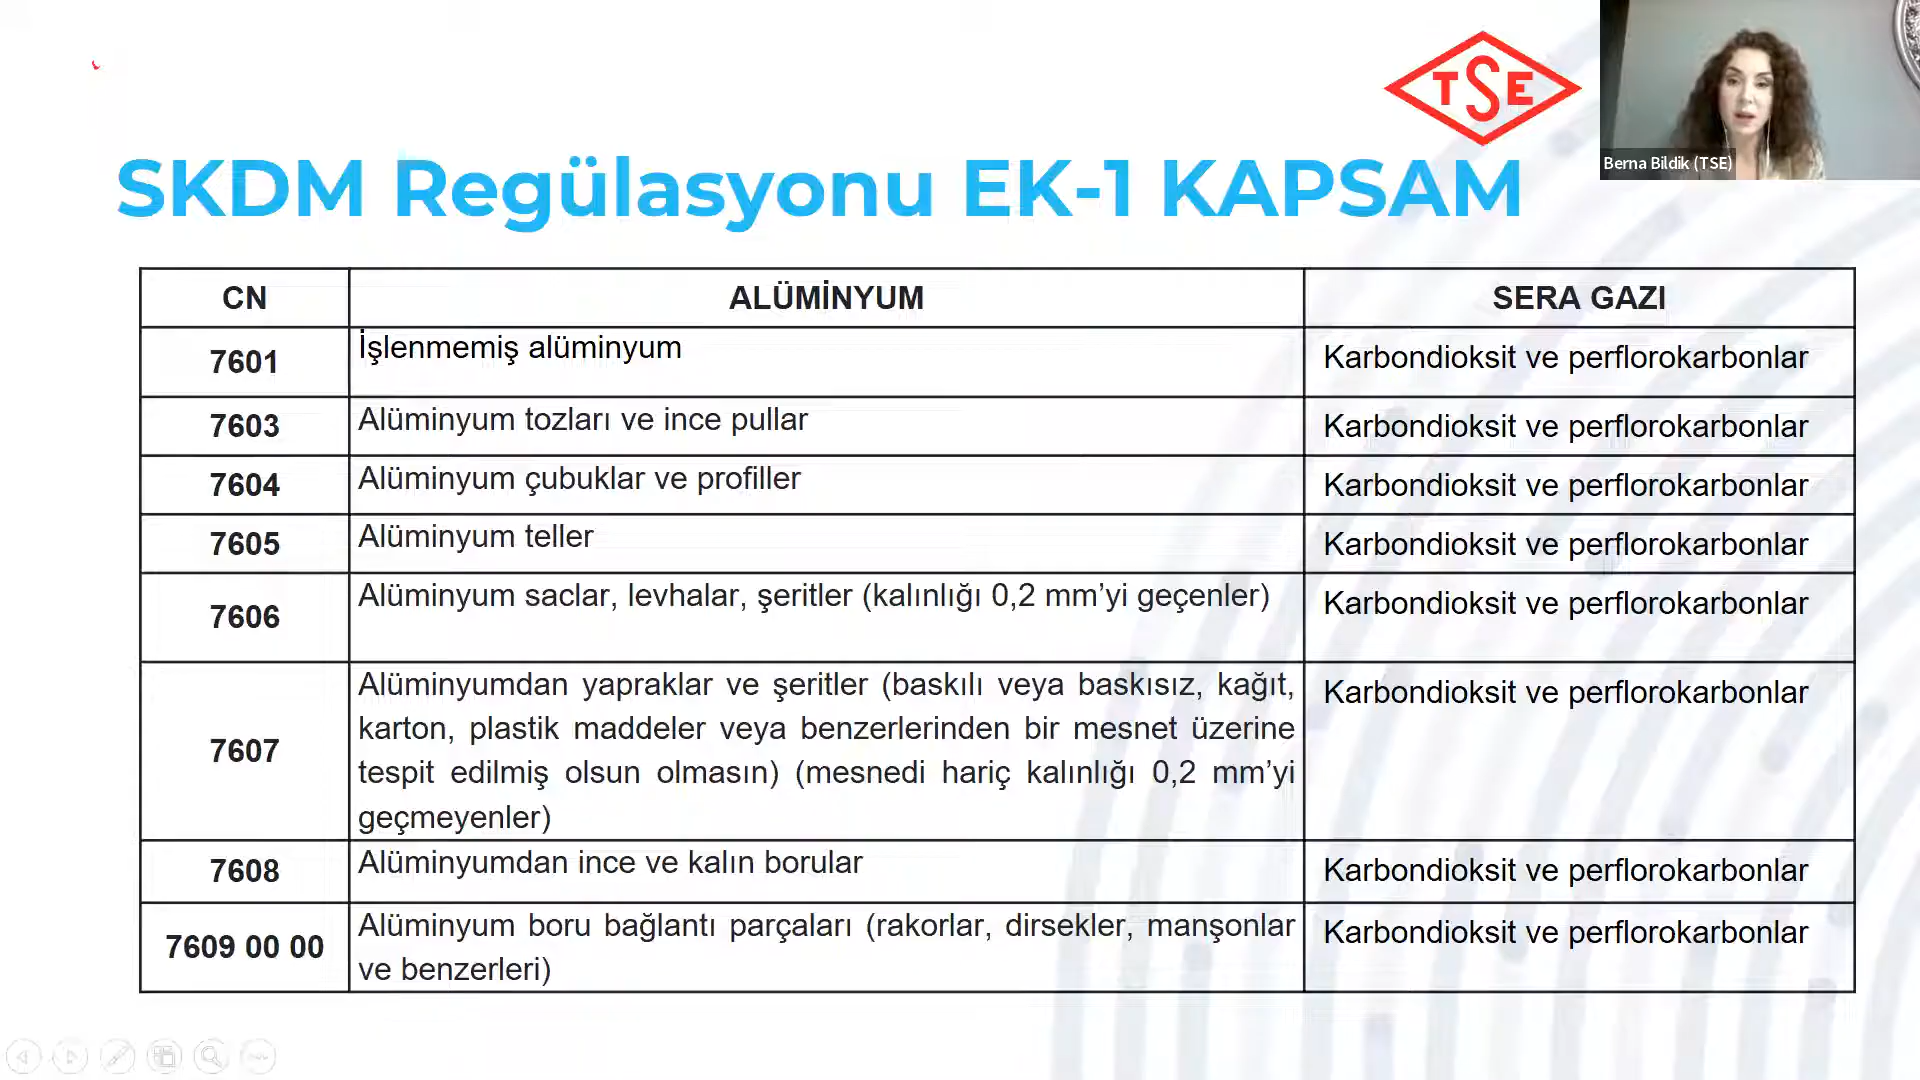 TSE
Berna Bildik (TSE)
SKDM Regülasyonu EK-1 KAPSAM
CN ALÜMİNYUM SERA GAZI
7601 İşlenmemiş alüminyum Karbondioksit ve perflorokarbonlar
7603 Alüminyum tozları ve ince pullar Karbondioksit ve perflorokarbonlar
7604 Alüminyum çubuklar ve profiller Karbondioksit ve perflorokarbonlar
7605 Alüminyum teller Karbondioksit ve perflorokarbonlar
7606 Alüminyum saclar, levhalar, şeritler (kalınlığı 0,2 mm’yi geçenler) Karbondioksit ve perflorokarbonlar
7607 Alüminyumdan yapraklar ve şeritler (baskılı veya baskısız, kağıt, Karbondioksit ve perflorokarbonlar
karton, plastik maddeler veya benzerlerinden bir mesnet üzerine
tespit edilmiş olsun olmasın) (mesnedi hariç kalınlığı 0,2 mm’yi
geçmeyenler)
7608 Alüminyumdan ince ve kalın borular Karbondioksit ve perflorokarbonlar
7609 00 00 Alüminyum boru bağlantı parçaları (rakorlar, dirsekler, manşonlar Karbondioksit ve perflorokarbonlar
ve benzerleri)